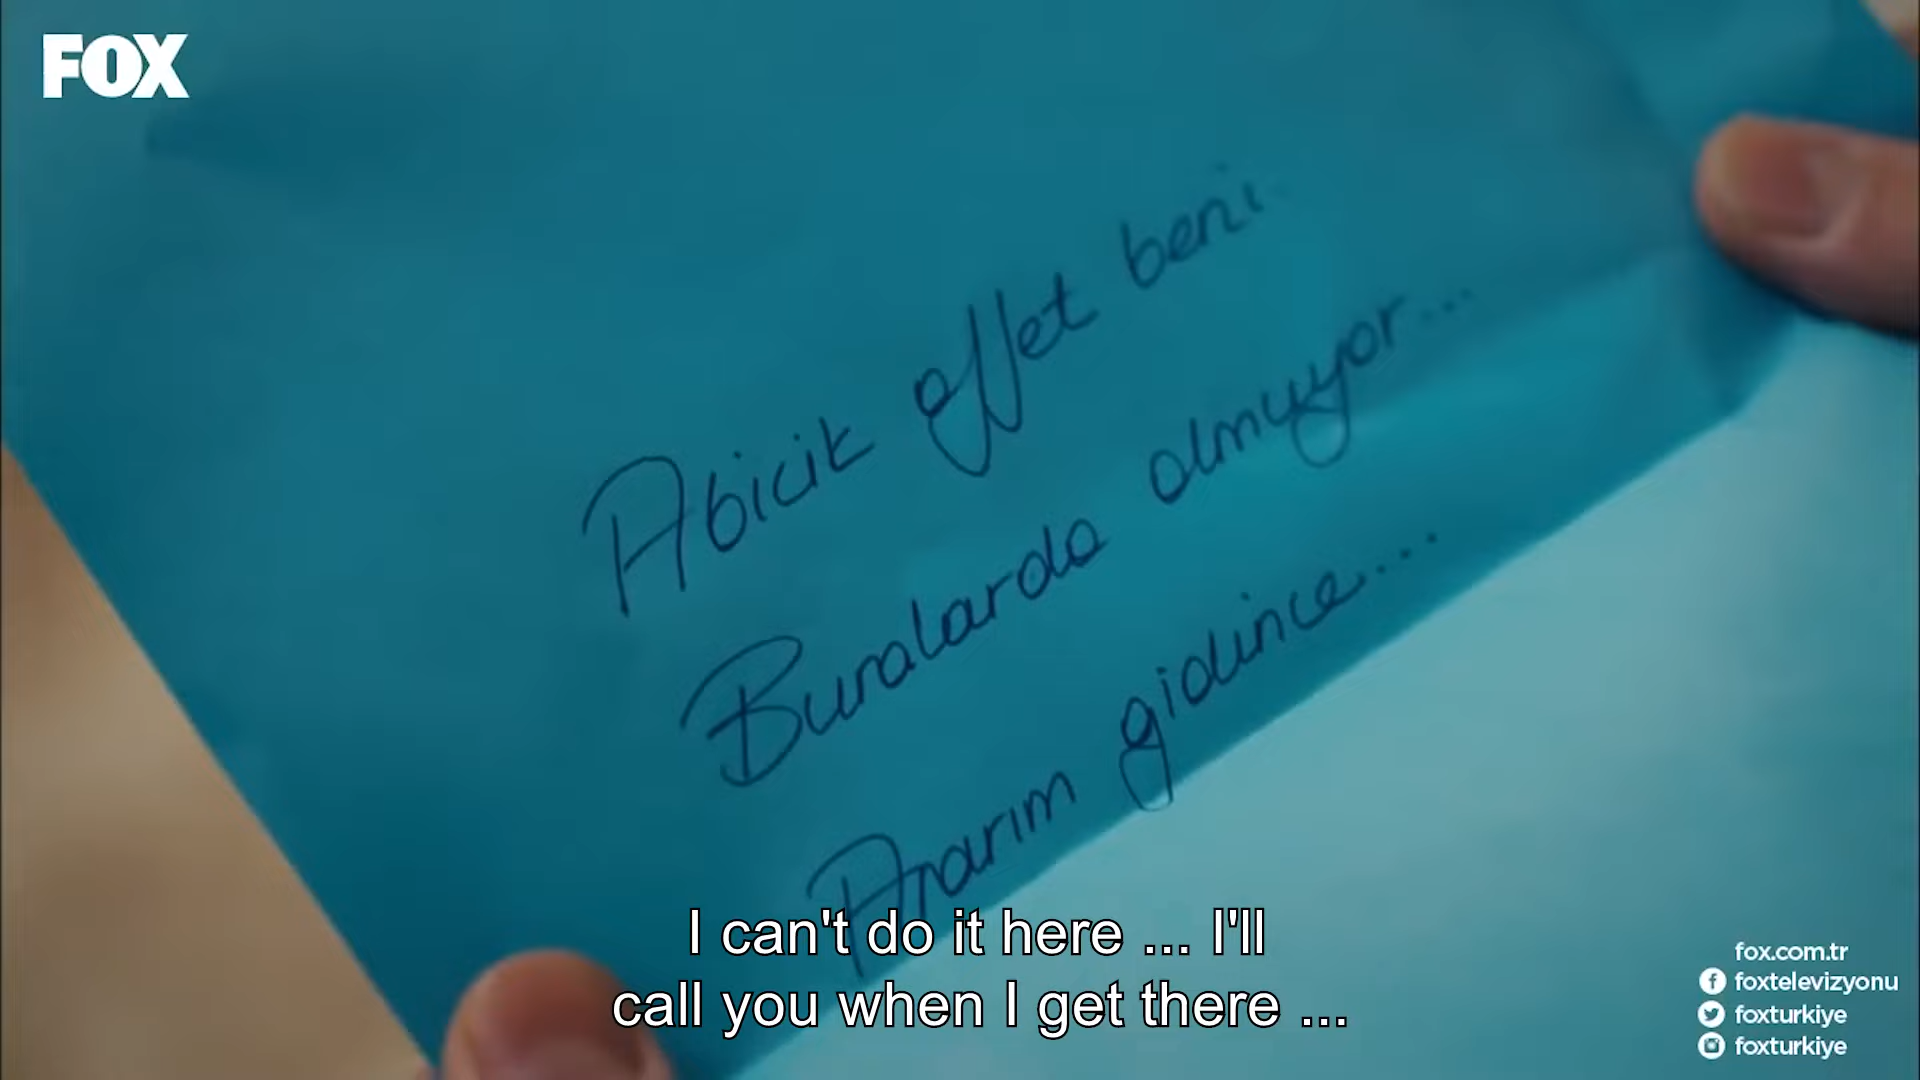 FOX
Abicik affet beni.
Buralarda olmuyor...
Ararım gidince....
I can't do it here ... I'll
call you when I get there ...
fox.com.tr
foxtelevizyonu
foxturkiye
foxturkiye